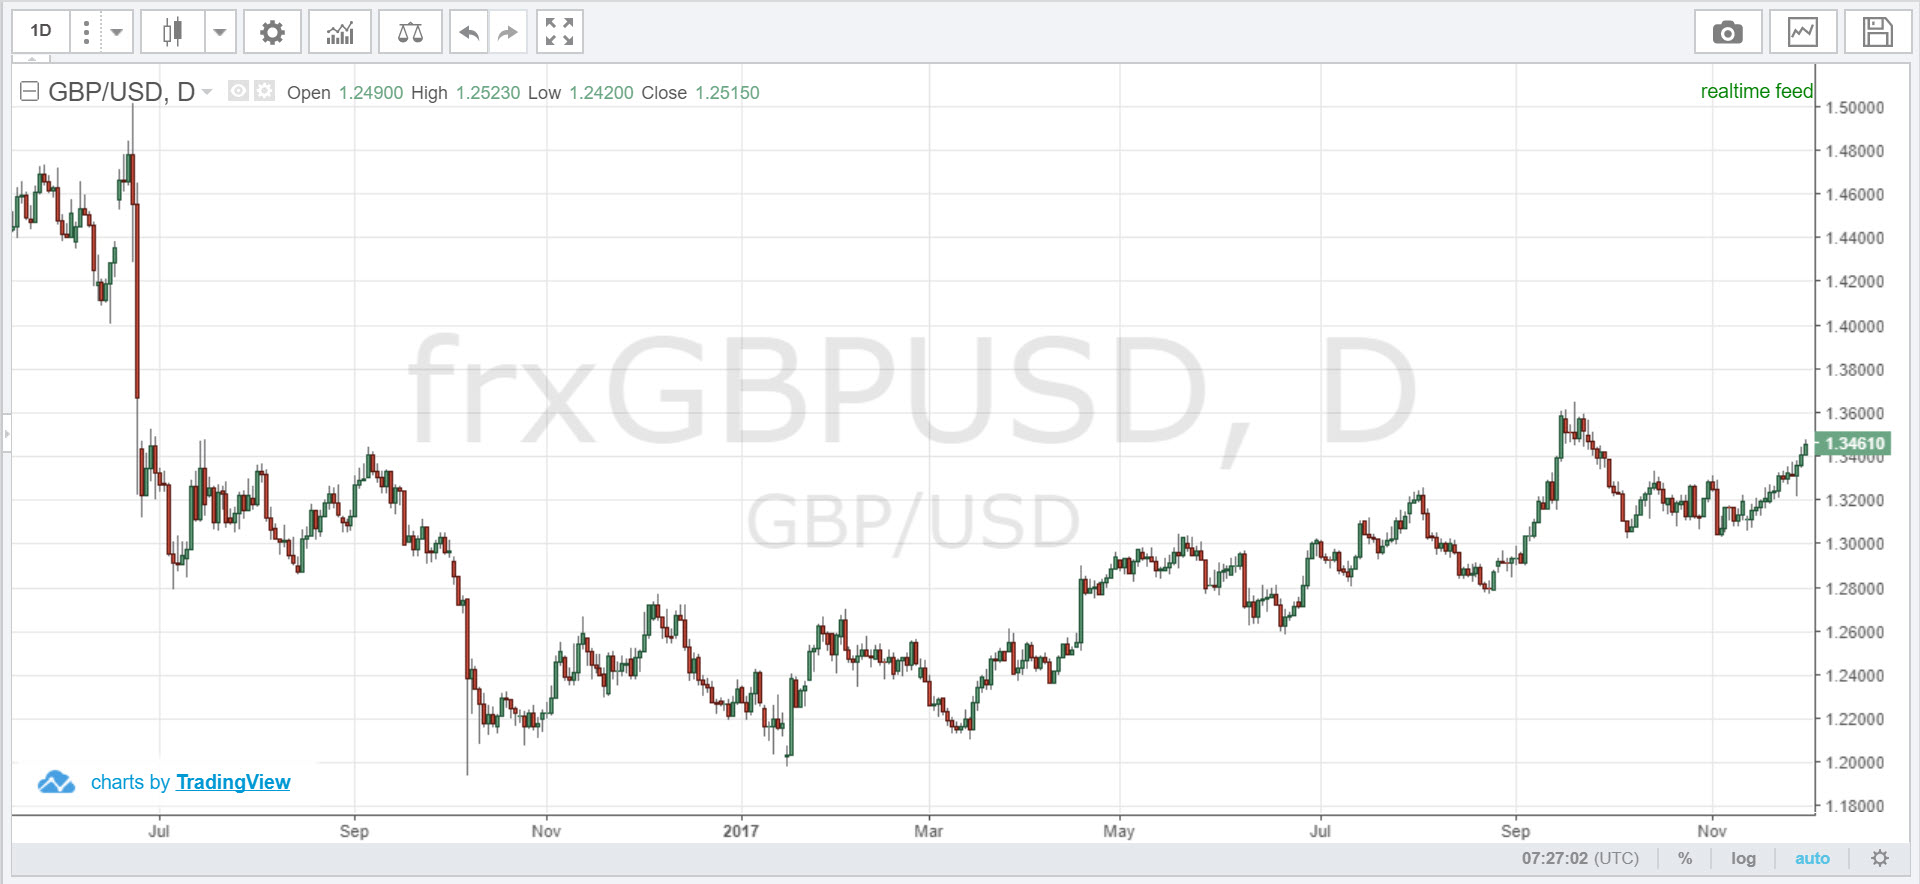 1D
GBP/USD, D Open 1.24900 High 1.25230 Low 1.24200 Close 1.25150
realtime feed
1.50000
1.48000
1.46000
1.44000
1.42000
1.40000
1.38000
1.36000
1.34610
1.34000
1.32000
1.30000
1.28000
1.26000
1.24000
1.22000
1.20000
1.18000
frxGBPUSD, D
GBP/USD
charts by TradingView
Jul Sep Nov 2017 Mar May Jul Sep Nov
07:27:02 (UTC) % log auto